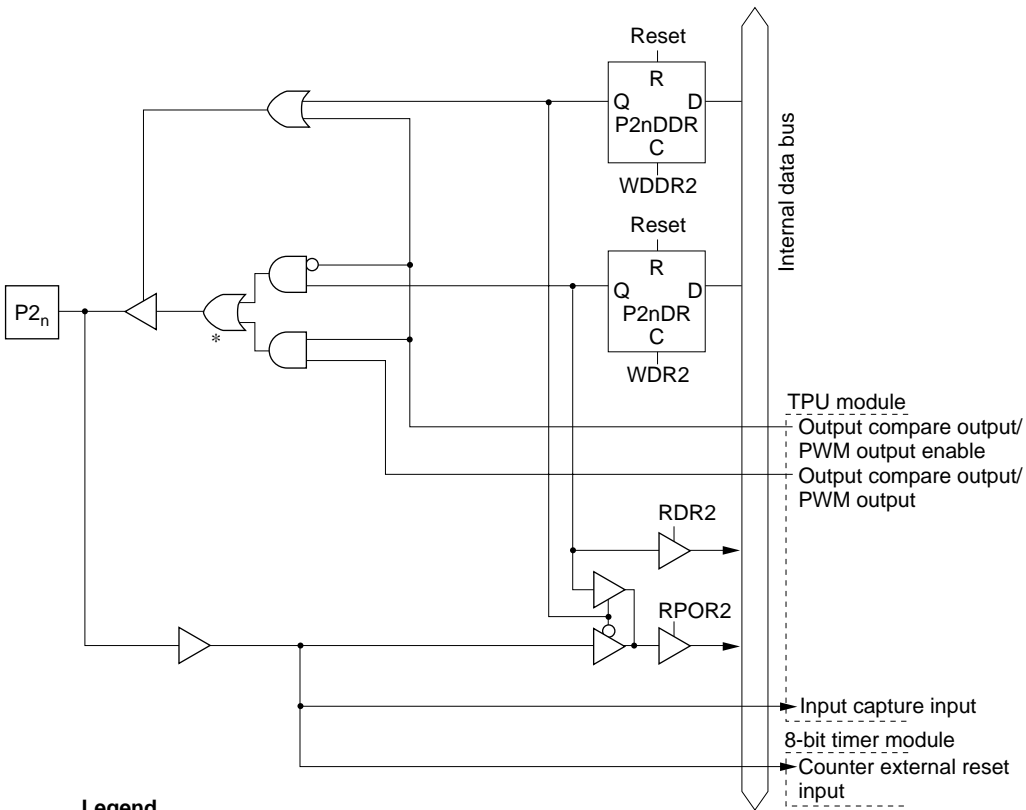 Reset
R
Q D
P2nDDR
C
WDDR2
Internal data bus
Reset
R
Q D
P2nDR
C
WDR2
P2n
*
TPU module
Output compare output/
PWM output enable
Output compare output/
PWM output
RDR2
RPOR2
Input capture input
8-bit timer module
Counter external reset
input
Legend